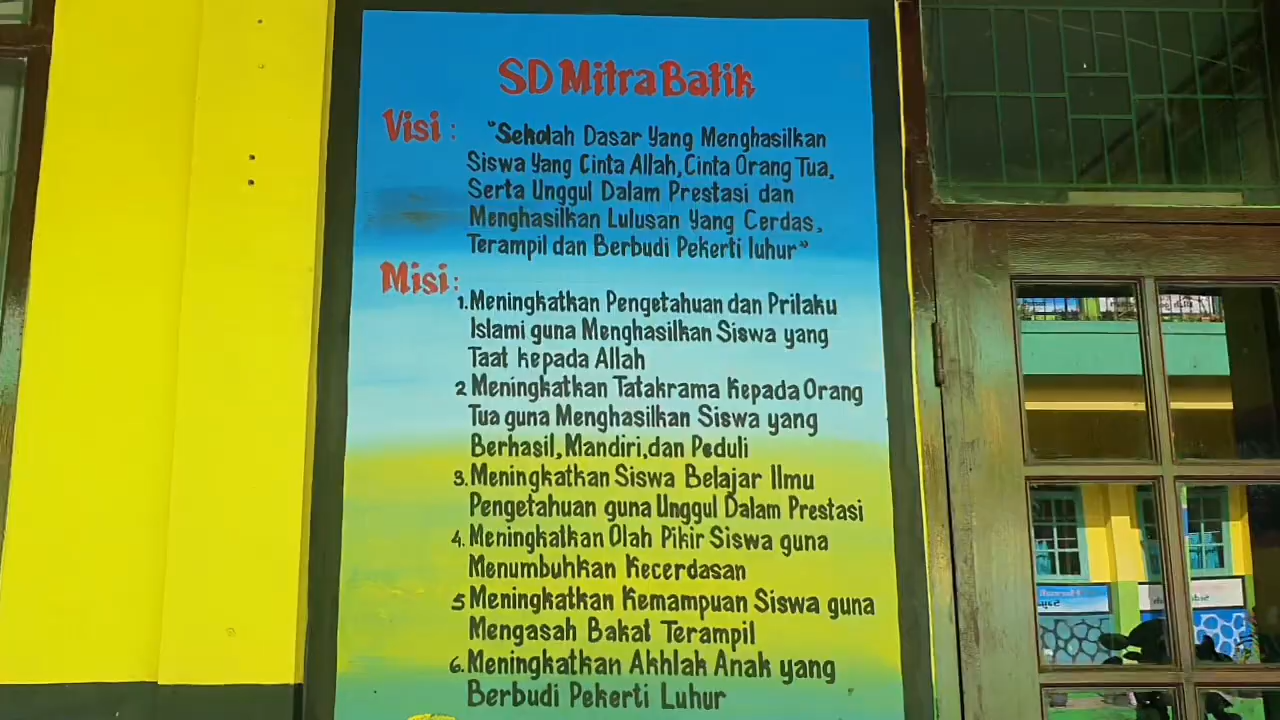 SD Mitra Batik
Visi : "Sekolah Dasar Yang Menghasilkan
Siswa Yang Cinta Allah, Cinta Orang Tua,
Serta Unggul Dalam Prestasi dan
Menghasilkan Lulusan Yang Cerdas,
Terampil dan Berbudi Pekerti luhur"
Misi :
1. Meningkatkan Pengetahuan dan Prilaku
Islami guna Menghasilkan Siswa yang
Taat kepada Allah
2 Meningkatkan Tatakrama Kepada Orang
Tua guna Menghasilkan Siswa yang
Berhasil, Mandiri, dan Peduli
3. Meningkatkan Siswa Belajar Ilmu
Pengetahuan guna Unggul Dalam Prestasi
4. Meningkatkan Olah Pikir Siswa guna
Menumbuhkan Kecerdasan
5 Meningkatkan Kemampuan Siswa guna
Mengasah Bakat Terampil
6. Meningkatkan Akhlak Anak yang
Berbudi Pekerti Luhur